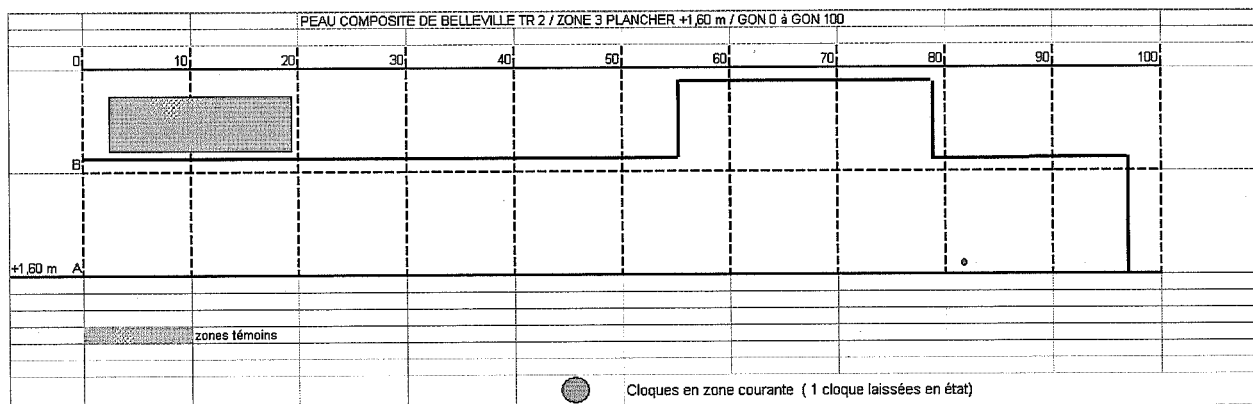 PEAU COMPOSITE DE BELLEVILLE TR 2 / ZONE 3 PLANCHER +1,60 m / GON 0 à GON 100
0 10 20 30 40 50 60 70 80 90 100
B
+1,60 m A
zones témoins
Cloques en zone courante ( 1 cloque laissées en état)